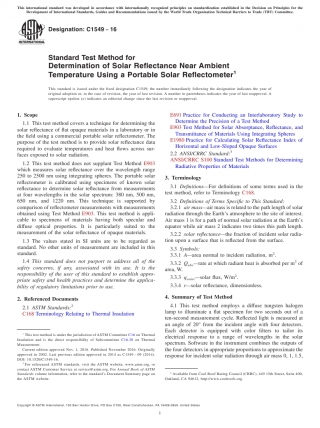 This international standard was developed in accordance with internationally recognized principles on standardization established in the Decision on Principles for the
Development of International Standards, Guides and Recommendations issued by the World Trade Organization Technical Barriers to Trade (TBT) Committee.
Designation: C1549 − 16
Standard Test Method for
Determination of Solar Reflectance Near Ambient
Temperature Using a Portable Solar Reflectometer1
This standard is issued under the fixed designation C1549; the number immediately following the designation indicates the year of
original adoption or, in the case of revision, the year of last revision. A number in parentheses indicates the year of last reapproval. A
superscript epsilon (ε) indicates an editorial change since the last revision or reapproval.
1. Scope
1.1 This test method covers a technique for determining the
solar reflectance of flat opaque materials in a laboratory or in
the field using a commercial portable solar reflectometer. The
purpose of the test method is to provide solar reflectance data
required to evaluate temperatures and heat flows across sur-
faces exposed to solar radiation.
1.2 This test method does not supplant Test Method E903
which measures solar reflectance over the wavelength range
250 to 2500 nm using integrating spheres. The portable solar
reflectometer is calibrated using specimens of known solar
reflectance to determine solar reflectance from measurements
at four wavelengths in the solar spectrum: 380 nm, 500 nm,
650 nm, and 1220 nm. This technique is supported by
comparison of reflectometer measurements with measurements
obtained using Test Method E903. This test method is appli-
cable to specimens of materials having both specular and
diffuse optical properties. It is particularly suited to the
measurement of the solar reflectance of opaque materials.
1.3 The values stated in SI units are to be regarded as
standard. No other units of measurement are included in this
standard.
1.4 This standard does not purport to address all of the
safety concerns, if any, associated with its use. It is the
responsibility of the user of this standard to establish appro-
priate safety and health practices and determine the applica-
bility of regulatory limitations prior to use.
2. Referenced Documents
2.1 ASTM Standards:2
C168 Terminology Relating to Thermal Insulation
1 This test method is under the jurisdiction of ASTM Committee C16 on Thermal
Insulation and is the direct responsibility of Subcommittee C16.30 on Thermal
Measurement.
Current edition approved Nov. 1, 2016. Published November 2016. Originally
approved in 2002. Last previous edition approved in 2014 as C1549 – 09 (2014).
DOI: 10.1520/C1549-16.
2 For referenced ASTM standards, visit the ASTM website, www.astm.org, or
contact ASTM Customer Service at service@astm.org. For Annual Book of ASTM
Standards volume information, refer to the standard's Document Summary page on
the ASTM website.
E691 Practice for Conducting an Interlaboratory Study to
Determine the Precision of a Test Method
E903 Test Method for Solar Absorptance, Reflectance, and
Transmittance of Materials Using Integrating Spheres
E1980 Practice for Calculating Solar Reflectance Index of
Horizontal and Low-Sloped Opaque Surfaces
2.2 ANSI/CRRC Standard:3
ANSI/CRRC S100 Standard Test Methods for Determining
Radiative Properties of Materials
3. Terminology
3.1 Definitions—For definitions of some terms used in the
test method, refer to Terminology C168.
3.2 Definitions of Terms Specific to This Standard:
3.2.1 air mass—air mass is related to the path length of solar
radiation through the Earth's atmosphere to the site of interest.
Air mass 1 is for a path of normal solar radiation at the Earth's
equator while air mass 2 indicates two times this path length.
3.2.2 solar reflectance—the fraction of incident solar radia-
tion upon a surface that is reflected from the surface.
3.3 Symbols:
3.3.1 A—area normal to incident radiation, m2.
3.3.3 qsolar—solar flux, W/m2.
3.3.4 r—solar reflectance, dimensionless.
4. Summary of Test Method
4.1 This test method employs a diffuse tungsten halogen
lamp to illuminate a flat specimen for two seconds out of a
ten-second measurement cycle. Reflected light is measured at
an angle of 20° from the incident angle with four detectors.
Each detector is equipped with color filters to tailor its
electrical response to a range of wavelengths in the solar
spectrum. Software in the instrument combines the outputs of
the four detectors in appropriate proportions to approximate the
response for incident solar radiation through air mass 0, 1, 1.5,
3 Available from Cool Roof Rating Council (CRRC), 449 15th Street, Suite 400,
Oakland, CA 94612, http://www.coolroofs.org.
Copyright © ASTM International, 100 Barr Harbor Drive, PO Box C700, West Conshohocken, PA 19428-2959. United States
1